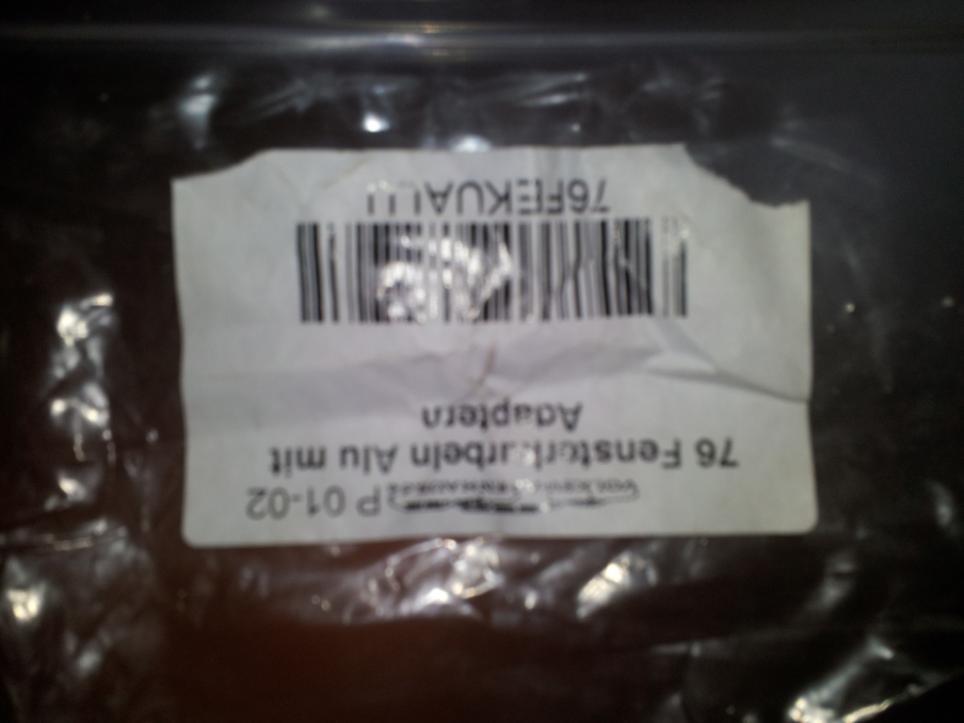 P 01-02
76 Fensterkurbeln Alu mit
Adaptern
76FEKUALU